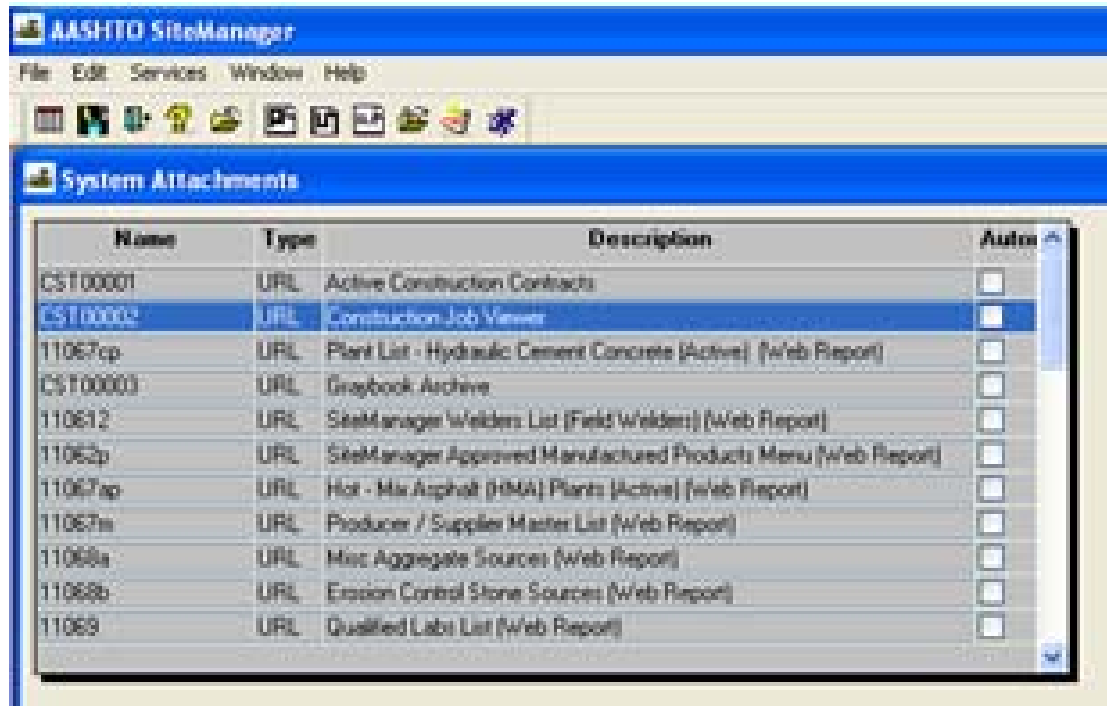 AASHTO SiteManager
File Edit Services Window Help
System Attachments
Name Type Description Autom
CST00001 URL Active Construction Contracts
CST00002 URL Construction Job Viewer
11067cp URL Plant List - Hydraulic Cement Concrete (Active) (Web Report)
CST00003 URL Graybook Archive
110612 URL SiteManager Welders List (Field Welders) (Web Report)
11062p URL SiteManager Approved Manufactured Products Menu (Web Report)
11067ap URL Hot - Mix Asphalt (HMA) Plants (Active) (Web Report)
11067m URL Producer / Supplier Master List (Web Report)
11068a URL Misc Aggregate Sources (Web Report)
11068b URL Erosion Control Stone Sources (Web Report)
11069 URL Qualified Labs List (Web Report)